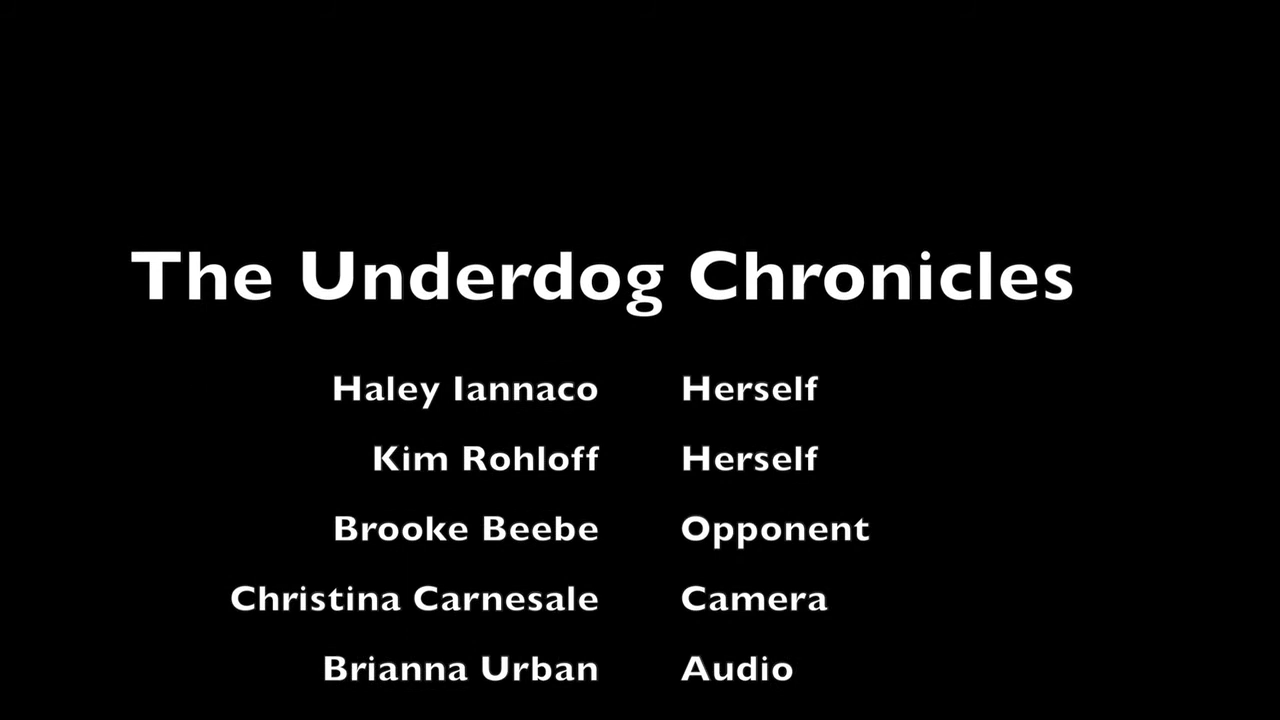 The Underdog Chronicles
Haley Iannaco Herself
Kim Rohloff Herself
Brooke Beebe Opponent
Christina Carnesale Camera
Brianna Urban Audio